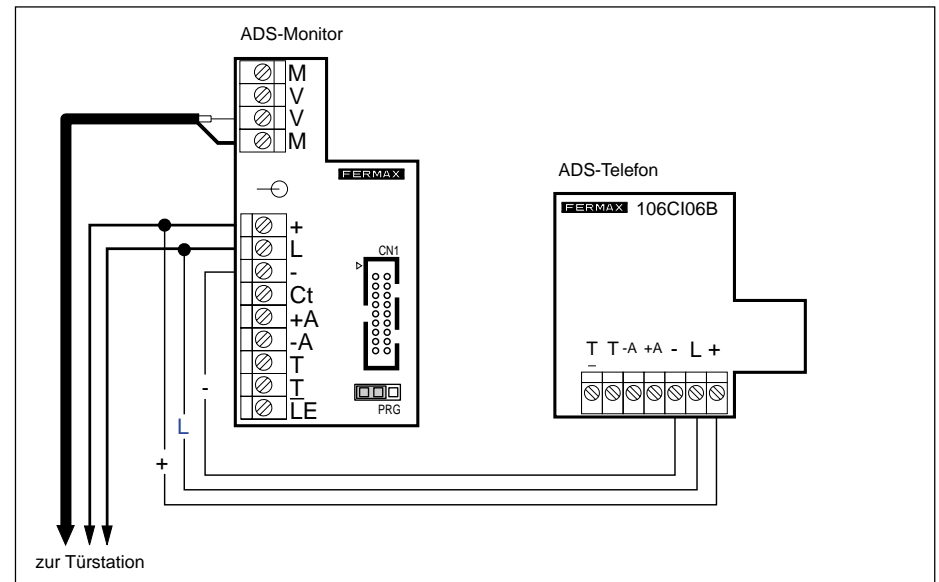 ADS-Monitor
M
V
V
M
FERMAX
+
L
-
Ct
+A
-A
T
T
LE
CN1
PRG
ADS-Telefon
FERMAX 106CI06B
T T -A +A - L +
-
L
+
zur Türstation